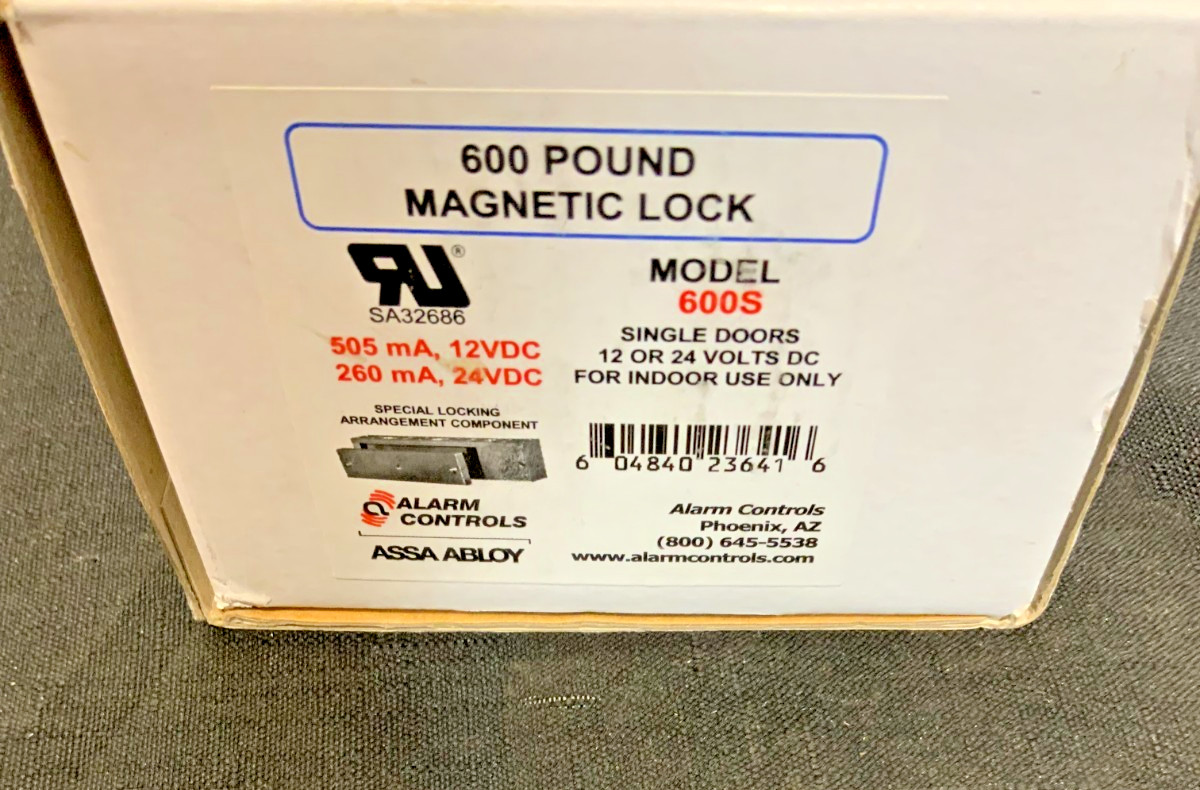 600 POUND
MAGNETIC LOCK
RU®
SA32686
505 mA, 12VDC
260 mA, 24VDC
SPECIAL LOCKING
ARRANGEMENT COMPONENT
ALARM
CONTROLS
ASSA ABLOY
MODEL
600S
SINGLE DOORS
12 OR 24 VOLTS DC
FOR INDOOR USE ONLY
6 04840 23641 6
Alarm Controls
Phoenix, AZ
(800) 645-5538
www.alarmcontrols.com